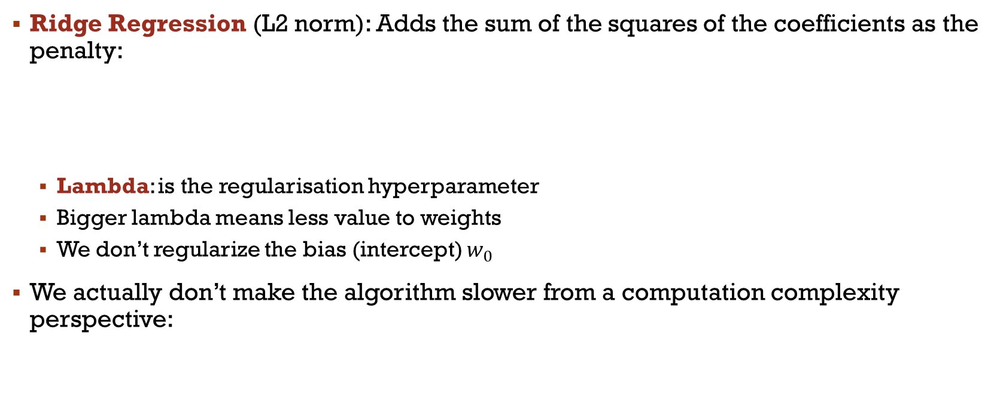 ▪ Ridge Regression (L2 norm): Adds the sum of the squares of the coefficients as the
penalty:
▪ Lambda: is the regularisation hyperparameter
▪ Bigger lambda means less value to weights
▪ We don’t regularize the bias (intercept) w₀
▪ We actually don’t make the algorithm slower from a computation complexity
perspective: